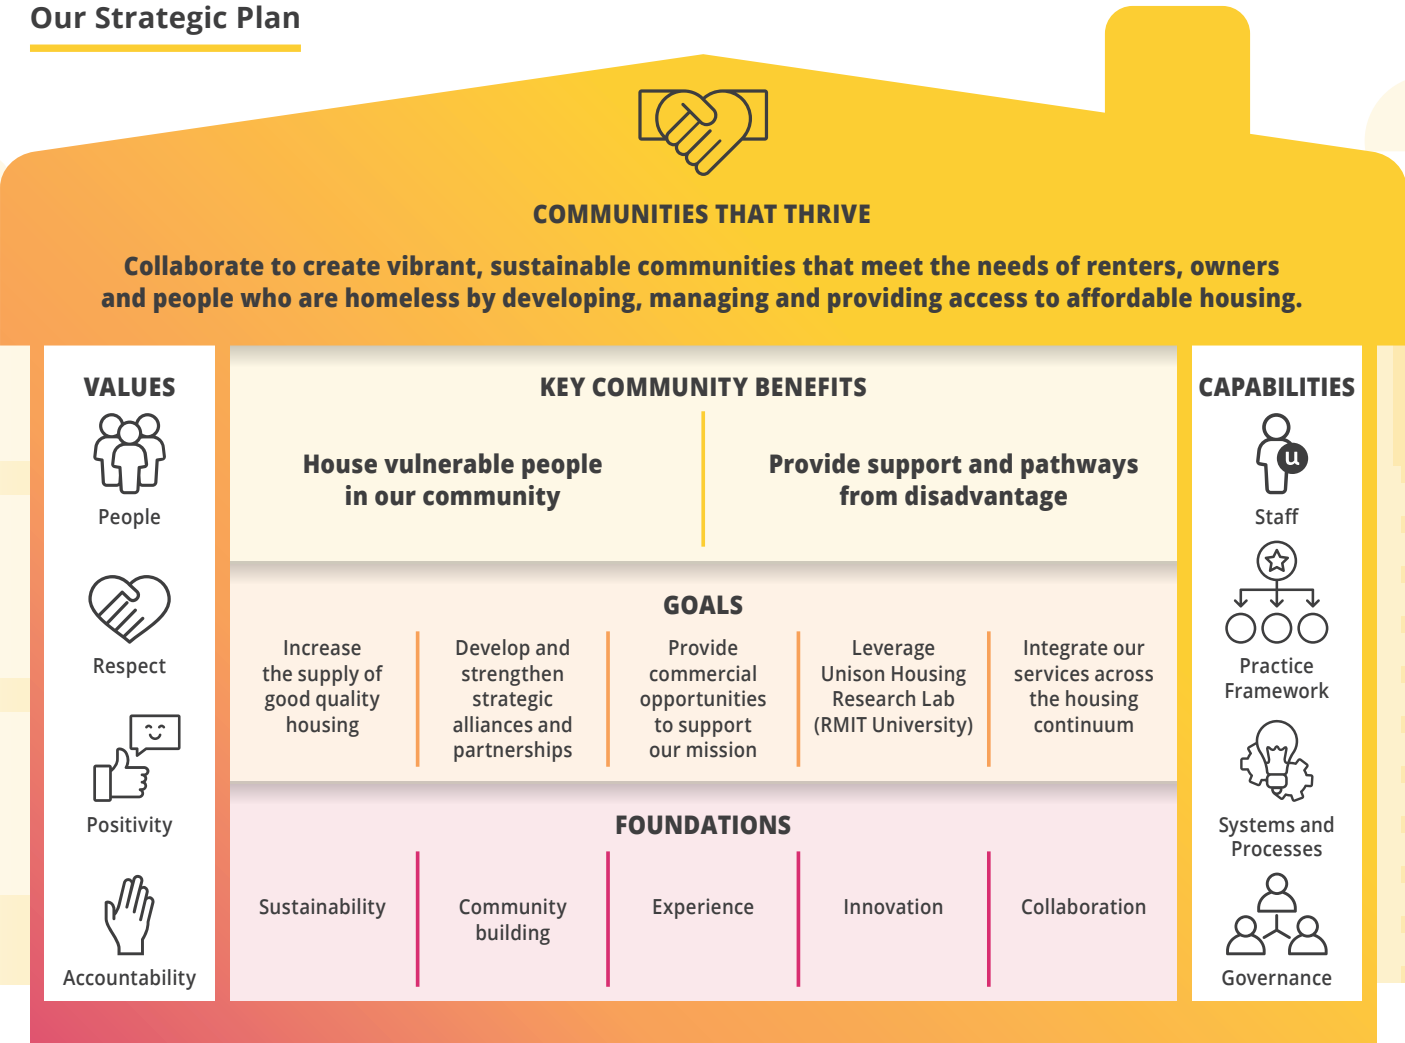 Our Strategic Plan
COMMUNITIES THAT THRIVE
Collaborate to create vibrant, sustainable communities that meet the needs of renters, owners
and people who are homeless by developing, managing and providing access to affordable housing.
VALUES
People
Respect
Positivity
Accountability
KEY COMMUNITY BENEFITS
House vulnerable people
in our community
Provide support and pathways
from disadvantage
GOALS
Increase
the supply of
good quality
housing
Develop and
strengthen
strategic
alliances and
partnerships
Provide
commercial
opportunities
to support
our mission
Leverage
Unison Housing
Research Lab
(RMIT University)
Integrate our
services across
the housing
continuum
FOUNDATIONS
Sustainability
Community
building
Experience
Innovation
Collaboration
CAPABILITIES
u
Staff
Practice
Framework
Systems and
Processes
Governance